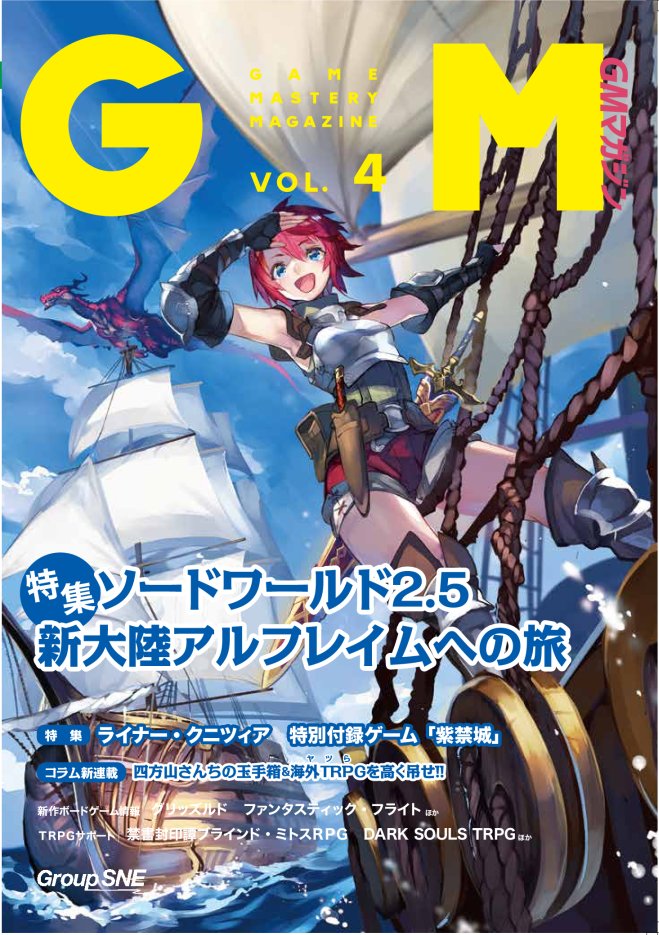 GM
GAME
MASTERY
MAGAZINE
VOL. 4
GMマガジン
特集
ソードワールド2.5
新大陸アルフレイムへの旅
特集 ライナー・クニツィア 特別付録ゲーム「紫禁城」
ヤツら
コラム新連載 四方山さんちの玉手箱&海外TRPGを高く吊せ!!
新作ボードゲーム情報 グリッズルド ファンタスティック・フライト ほか
TRPGサポート 禁書封印譚ブラインド・ミトスRPG DARK SOULS TRPG ほか
Group SNE